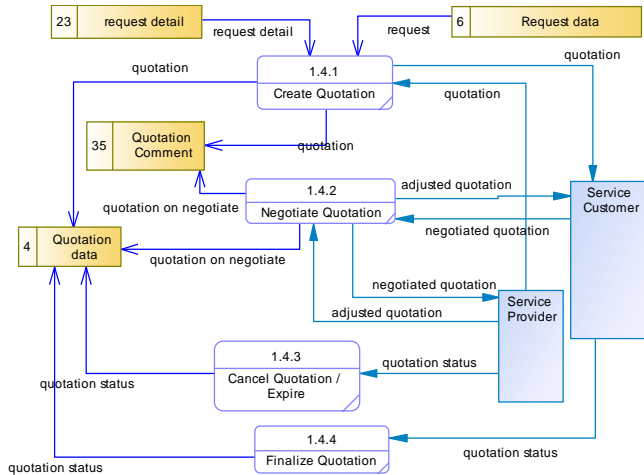 23 request detail
6 Request data
request detail
request
1.4.1
Create Quotation
quotation
quotation
quotation
35 Quotation
Comment
quotation
1.4.2
Negotiate Quotation
adjusted quotation
Service
Customer
quotation on negotiate
negotiated quotation
4 Quotation
data
quotation on negotiate
negotiated quotation
Service
Provider
adjusted quotation
1.4.3
Cancel Quotation /
Expire
quotation status
quotation status
1.4.4
Finalize Quotation
quotation status
quotation status